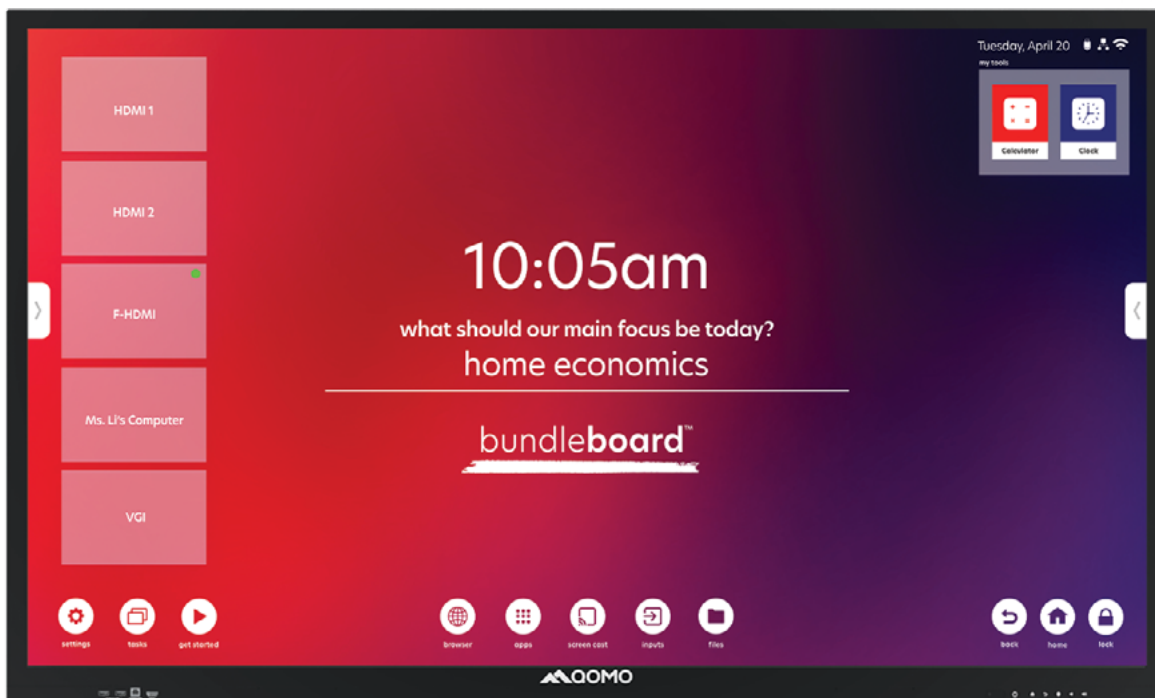 Tuesday, April 20
my tools
Calculator
Clock
HDMI 1
HDMI 2
F-HDMI
Ms. Li's Computer
VGI
10:05am
what should our main focus be today?
home economics
bundleboard™
settings
tasks
get started
browser
apps
screen cast
inputs
files
back
home
lock
QOMO